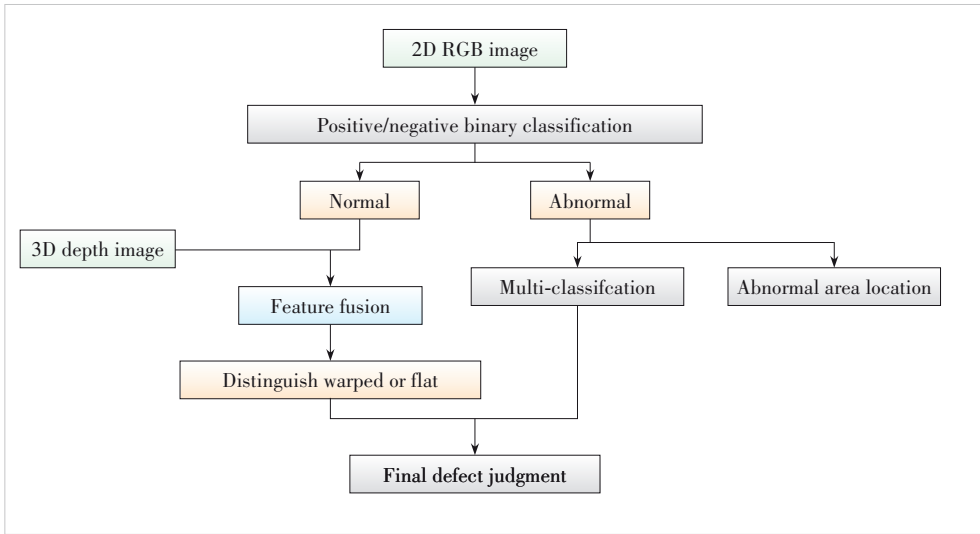 2D RGB image
Positive/negative binary classification
Normal
Abnormal
3D depth image
Multi-classifcation
Abnormal area location
Feature fusion
Distinguish warped or flat
Final defect judgment